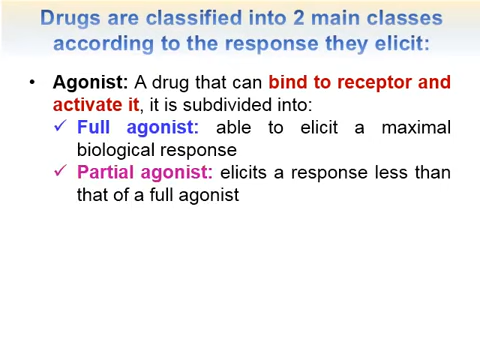 Drugs are classified into 2 main classes
according to the response they elicit:
• Agonist: A drug that can bind to receptor and
activate it, it is subdivided into:
✓ Full agonist: able to elicit a maximal
biological response
✓ Partial agonist: elicits a response less than
that of a full agonist